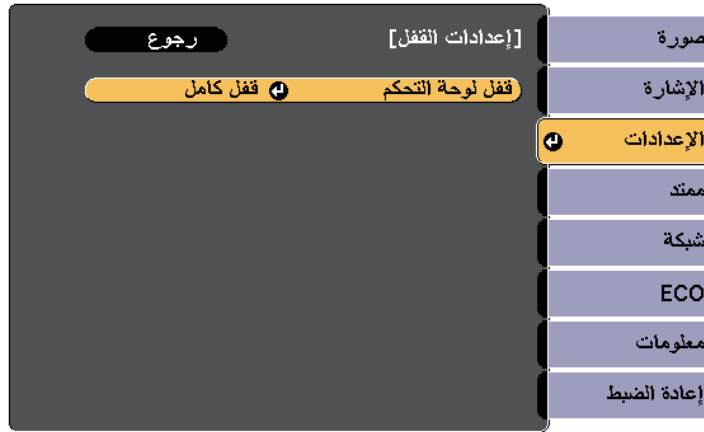 صورة
الإشارة
الإعدادات
ممتد
شبكة
ECO
معلومات
إعادة الضبط
[إعدادات القفل] رجوع
قفل لوحة التحكم قفل كامل